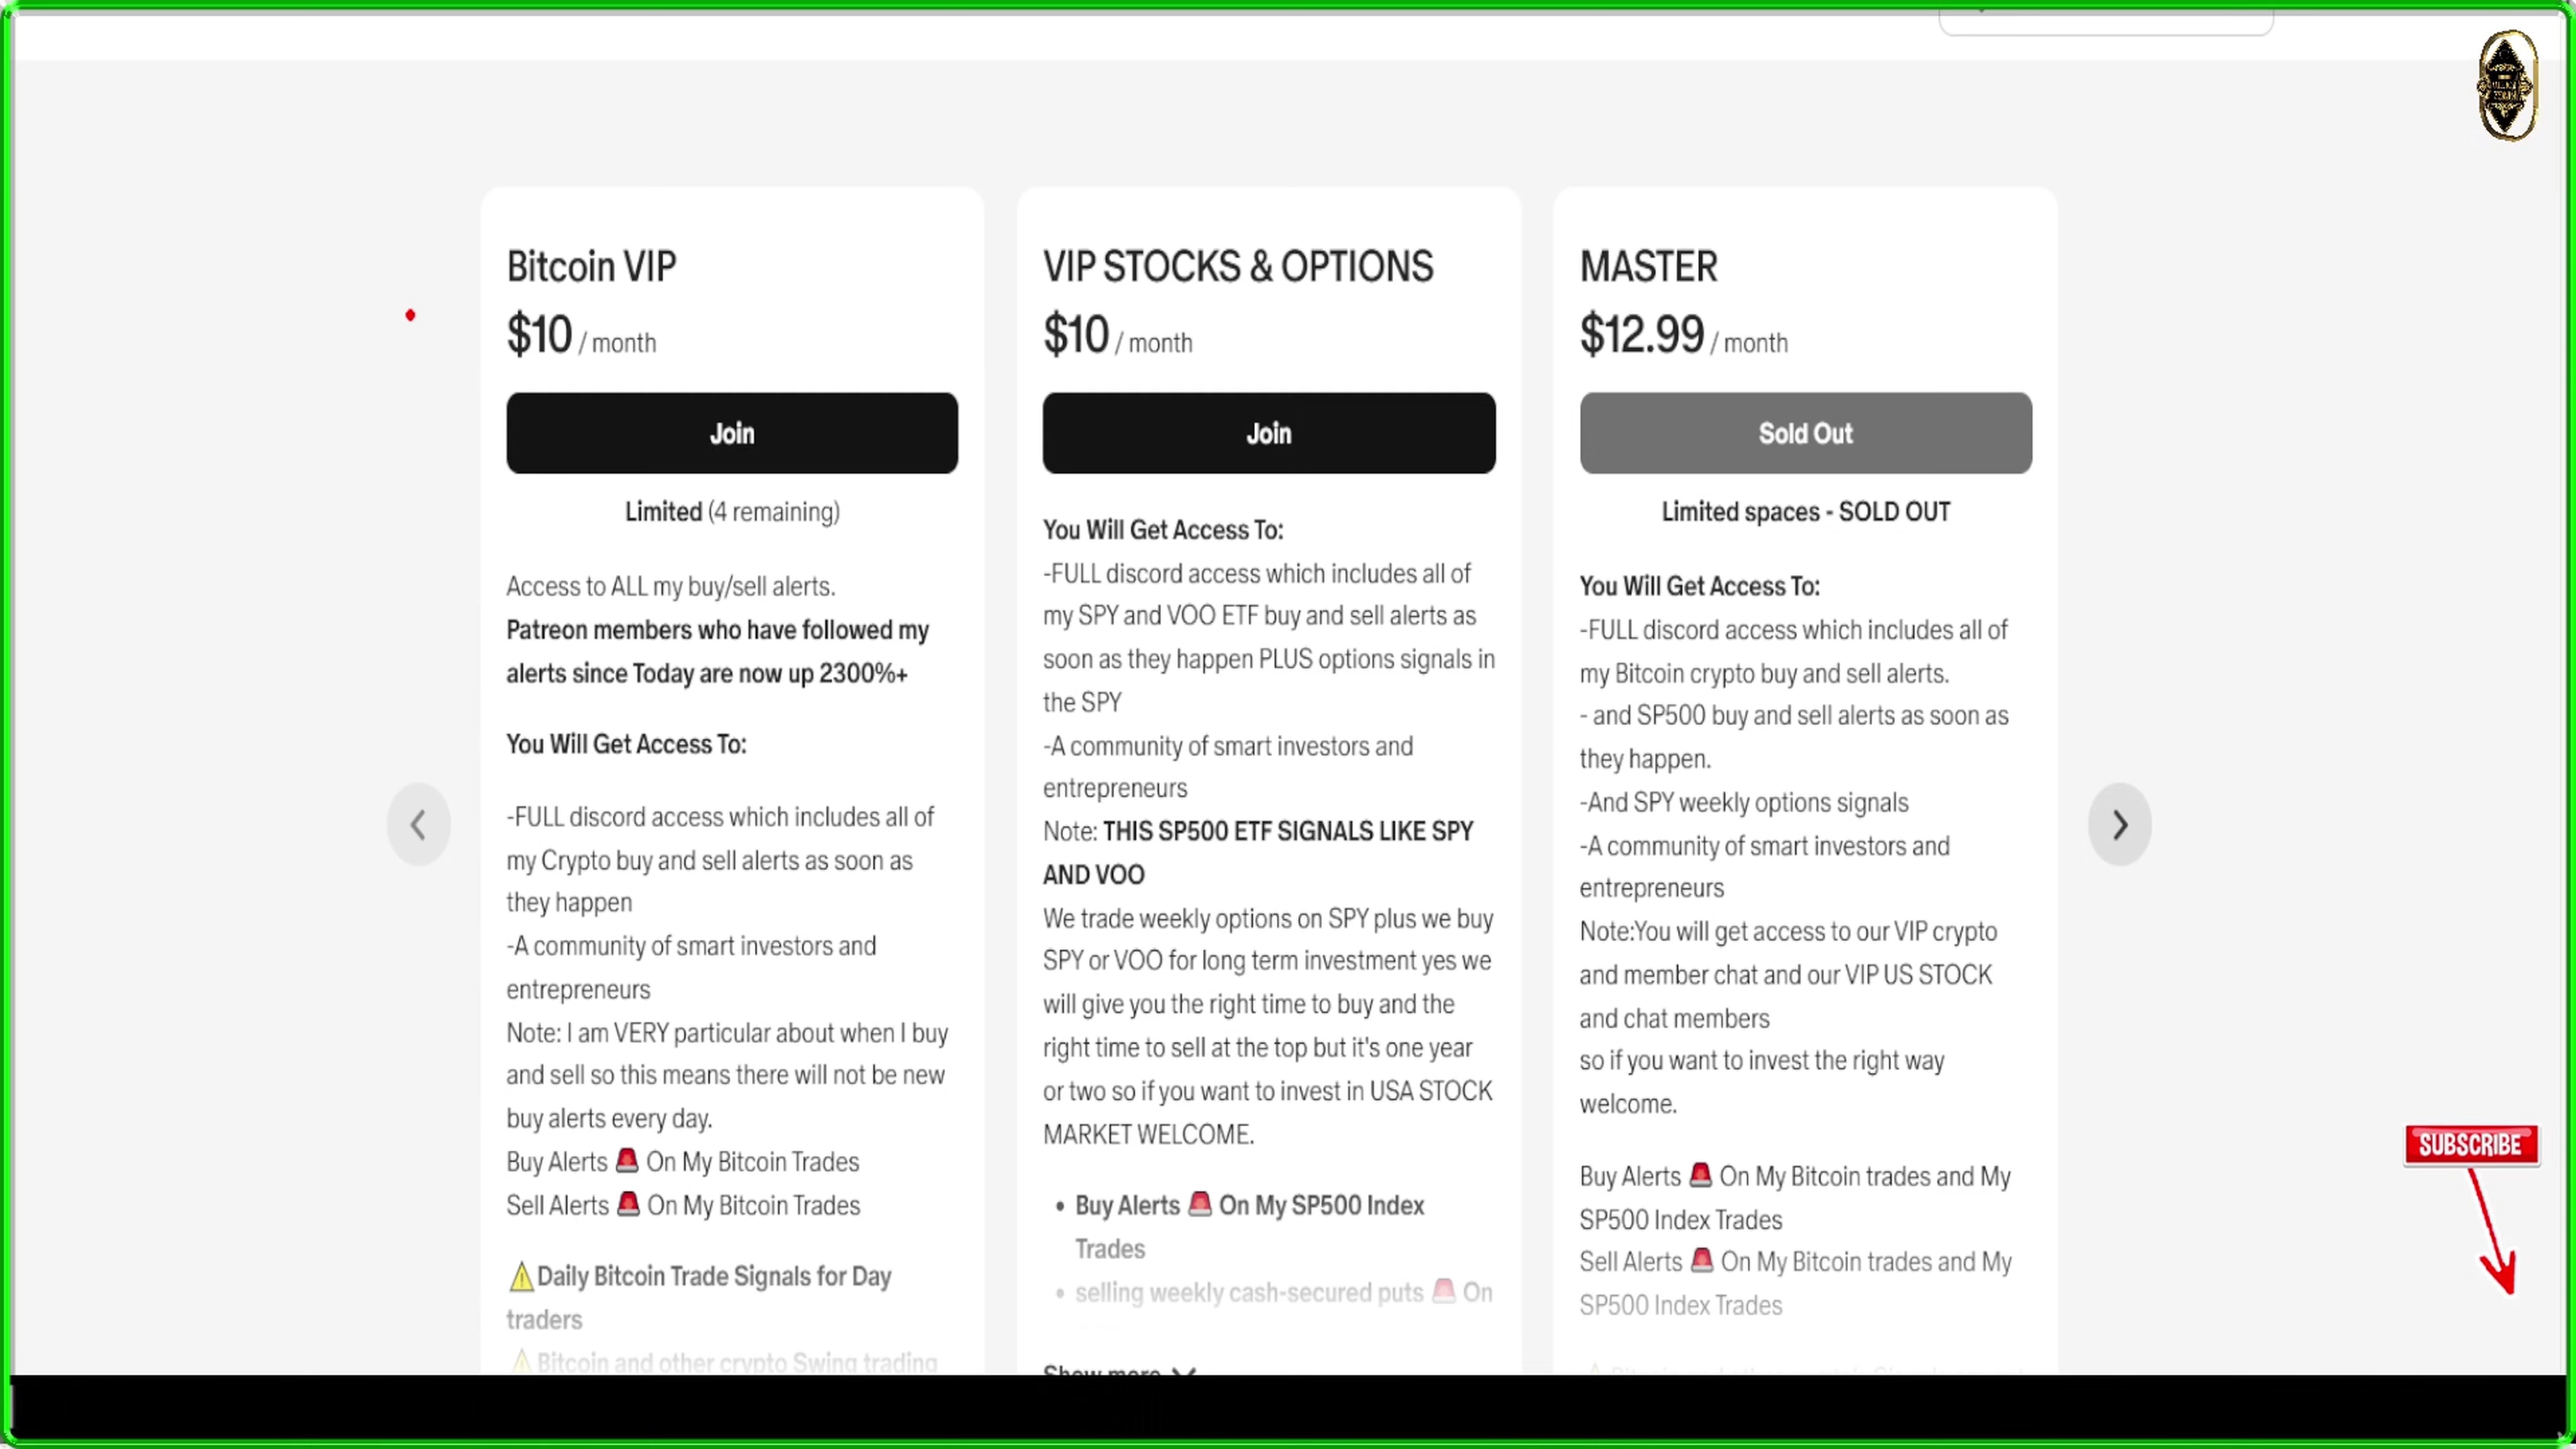 Bitcoin VIP
$10 / month
Join
Limited (4 remaining)
Access to ALL my buy/sell alerts.
Patreon members who have followed my
alerts since Today are now up 2300%+
You Will Get Access To:
-FULL discord access which includes all of
my Crypto buy and sell alerts as soon as
they happen
-A community of smart investors and
entrepreneurs
Note: I am VERY particular about when I buy
and sell so this means there will not be new
buy alerts every day.
Buy Alerts 🚨 On My Bitcoin Trades
Sell Alerts 🚨 On My Bitcoin Trades
⚠️Daily Bitcoin Trade Signals for Day
traders
⚠️Bitcoin and other crypto Swing trading
VIP STOCKS & OPTIONS
$10 / month
Join
You Will Get Access To:
-FULL discord access which includes all of
my SPY and VOO ETF buy and sell alerts as
soon as they happen PLUS options signals in
the SPY
-A community of smart investors and
entrepreneurs
Note: THIS SP500 ETF SIGNALS LIKE SPY
AND VOO
We trade weekly options on SPY plus we buy
SPY or VOO for long term investment yes we
will give you the right time to buy and the
right time to sell at the top but it's one year
or two so if you want to invest in USA STOCK
MARKET WELCOME.
• Buy Alerts 🚨 On My SP500 Index
Trades
• selling weekly cash-secured puts 🚨 On
Show more
MASTER
$12.99 / month
Sold Out
Limited spaces - SOLD OUT
You Will Get Access To:
-FULL discord access which includes all of
my Bitcoin crypto buy and sell alerts.
- and SP500 buy and sell alerts as soon as
they happen.
-And SPY weekly options signals
-A community of smart investors and
entrepreneurs
Note:You will get access to our VIP crypto
and member chat and our VIP US STOCK
and chat members
so if you want to invest the right way
welcome.
Buy Alerts 🚨 On My Bitcoin trades and My
SP500 Index Trades
Sell Alerts 🚨 On My Bitcoin trades and My
SP500 Index Trades
SUBSCRIBE